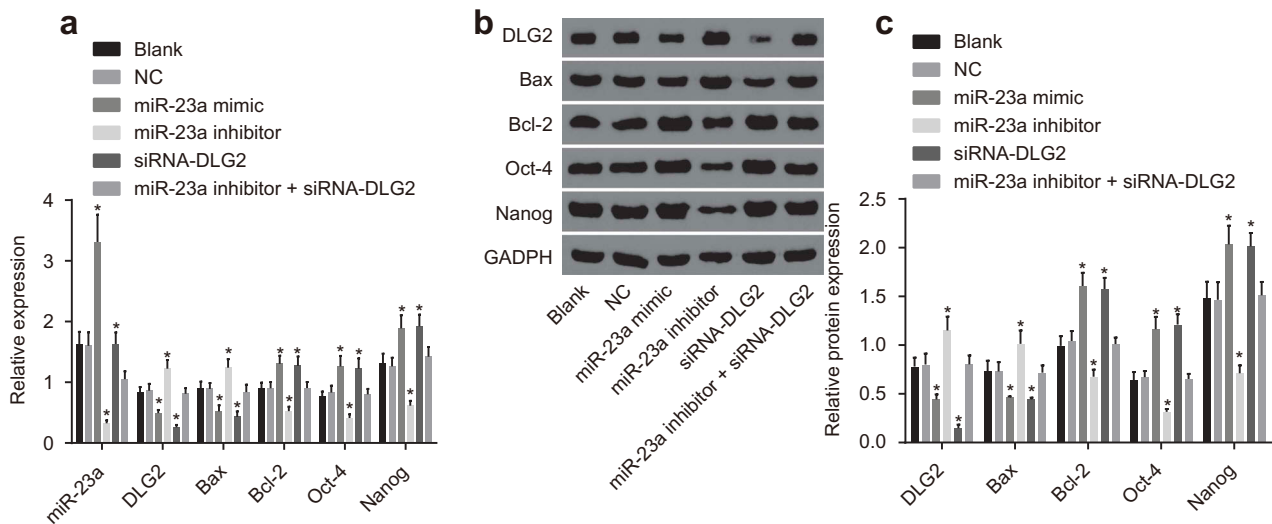 a
Blank
NC
miR-23a mimic
miR-23a inhibitor
siRNA-DLG2
miR-23a inhibitor + siRNA-DLG2
Relative expression
4
3
2
1
0
* * * * * * * * * * * * * * * * * *
miR-23a
DLG2
Bax
Bcl-2
Oct-4
Nanog
b
DLG2
Bax
Bcl-2
Oct-4
Nanog
GADPH
Blank
NC
miR-23a mimic
miR-23a inhibitor
siRNA-DLG2
miR-23a inhibitor + siRNA-DLG2
c
Blank
NC
miR-23a mimic
miR-23a inhibitor
siRNA-DLG2
miR-23a inhibitor + siRNA-DLG2
Relative protein expression
2.5
2.0
1.5
1.0
0.5
0.0
* * * * * * * * * * * * * * *
DLG2
Bax
Bcl-2
Oct-4
Nanog